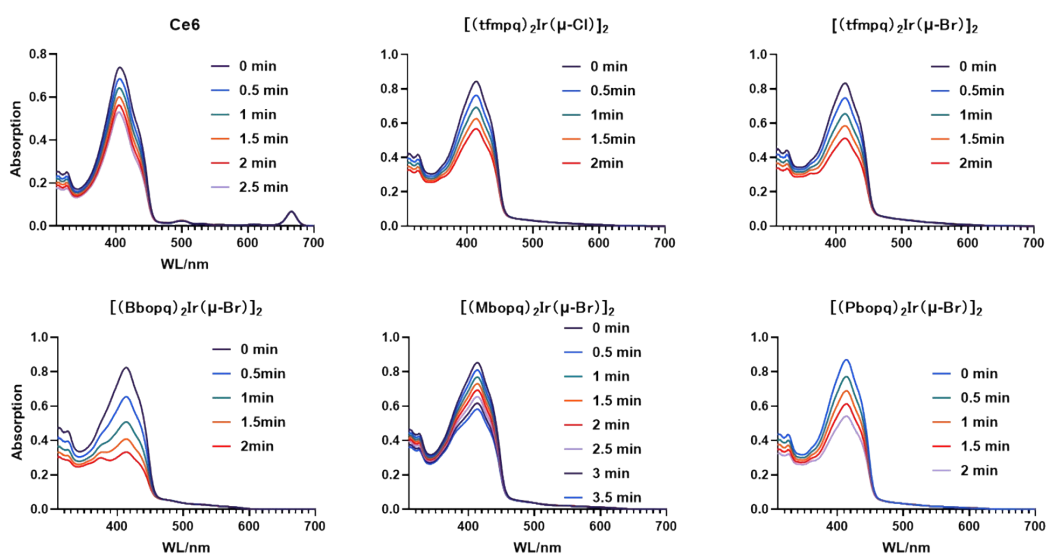 Ce6
0.8
0.6
0.4
0.2
0.0
Absorption
400
500
600
700
WL/nm
0 min
0.5 min
1 min
1.5 min
2 min
2.5 min
[(tfmpq)₂Ir(μ-Cl)]₂
1.0
0.8
0.6
0.4
0.2
0.0
400
500
600
700
WL/nm
0 min
0.5min
1min
1.5min
2min
[(tfmpq)₂Ir(μ-Br)]₂
1.0
0.8
0.6
0.4
0.2
0.0
400
500
600
700
WL/nm
0 min
0.5min
1min
1.5min
2min
[(Bbopq)₂Ir(μ-Br)]₂
1.0
0.8
0.6
0.4
0.2
0.0
Absorption
400
500
600
700
WL/nm
0 min
0.5min
1min
1.5min
2min
[(Mbopq)₂Ir(μ-Br)]₂
1.0
0.8
0.6
0.4
0.2
0.0
400
500
600
700
WL/nm
0 min
0.5 min
1 min
1.5 min
2 min
2.5 min
3 min
3.5 min
[(Pbopq)₂Ir(μ-Br)]₂
1.0
0.8
0.6
0.4
0.2
0.0
400
500
600
700
WL/nm
0 min
0.5 min
1 min
1.5 min
2 min